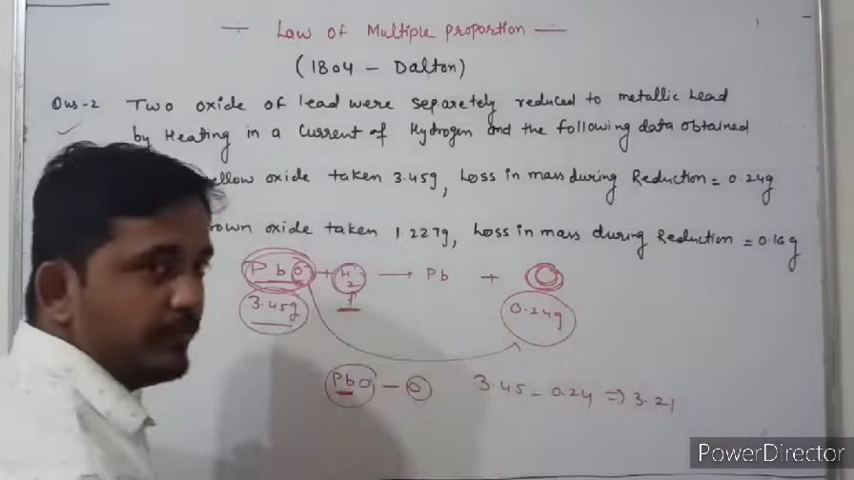 Law of Multiple Proportion
(1804 - Dalton)
Qus-2 Two oxide of lead were separetely reduced to metallic Lead
by Heating in a Current of Hydrogen and the following data obtained
ellow oxide taken 3.45g, Loss in mass during Reduction = 0.24g
rown oxide taken 1.227g, Loss in mass during Reduction = 0.16g
PbO + H2 → Pb + O
3.45g 0.24g
PbO - O 3.45 - 0.24 ⇒ 3.21
PowerDirector